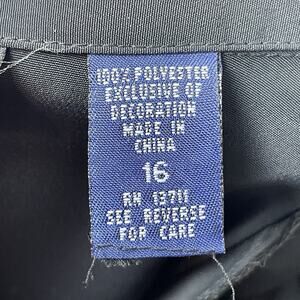 100% POLYESTER
EXCLUSIVE OF
DECORATION
MADE IN
CHINA
16
RN 13711
SEE REVERSE
FOR CARE